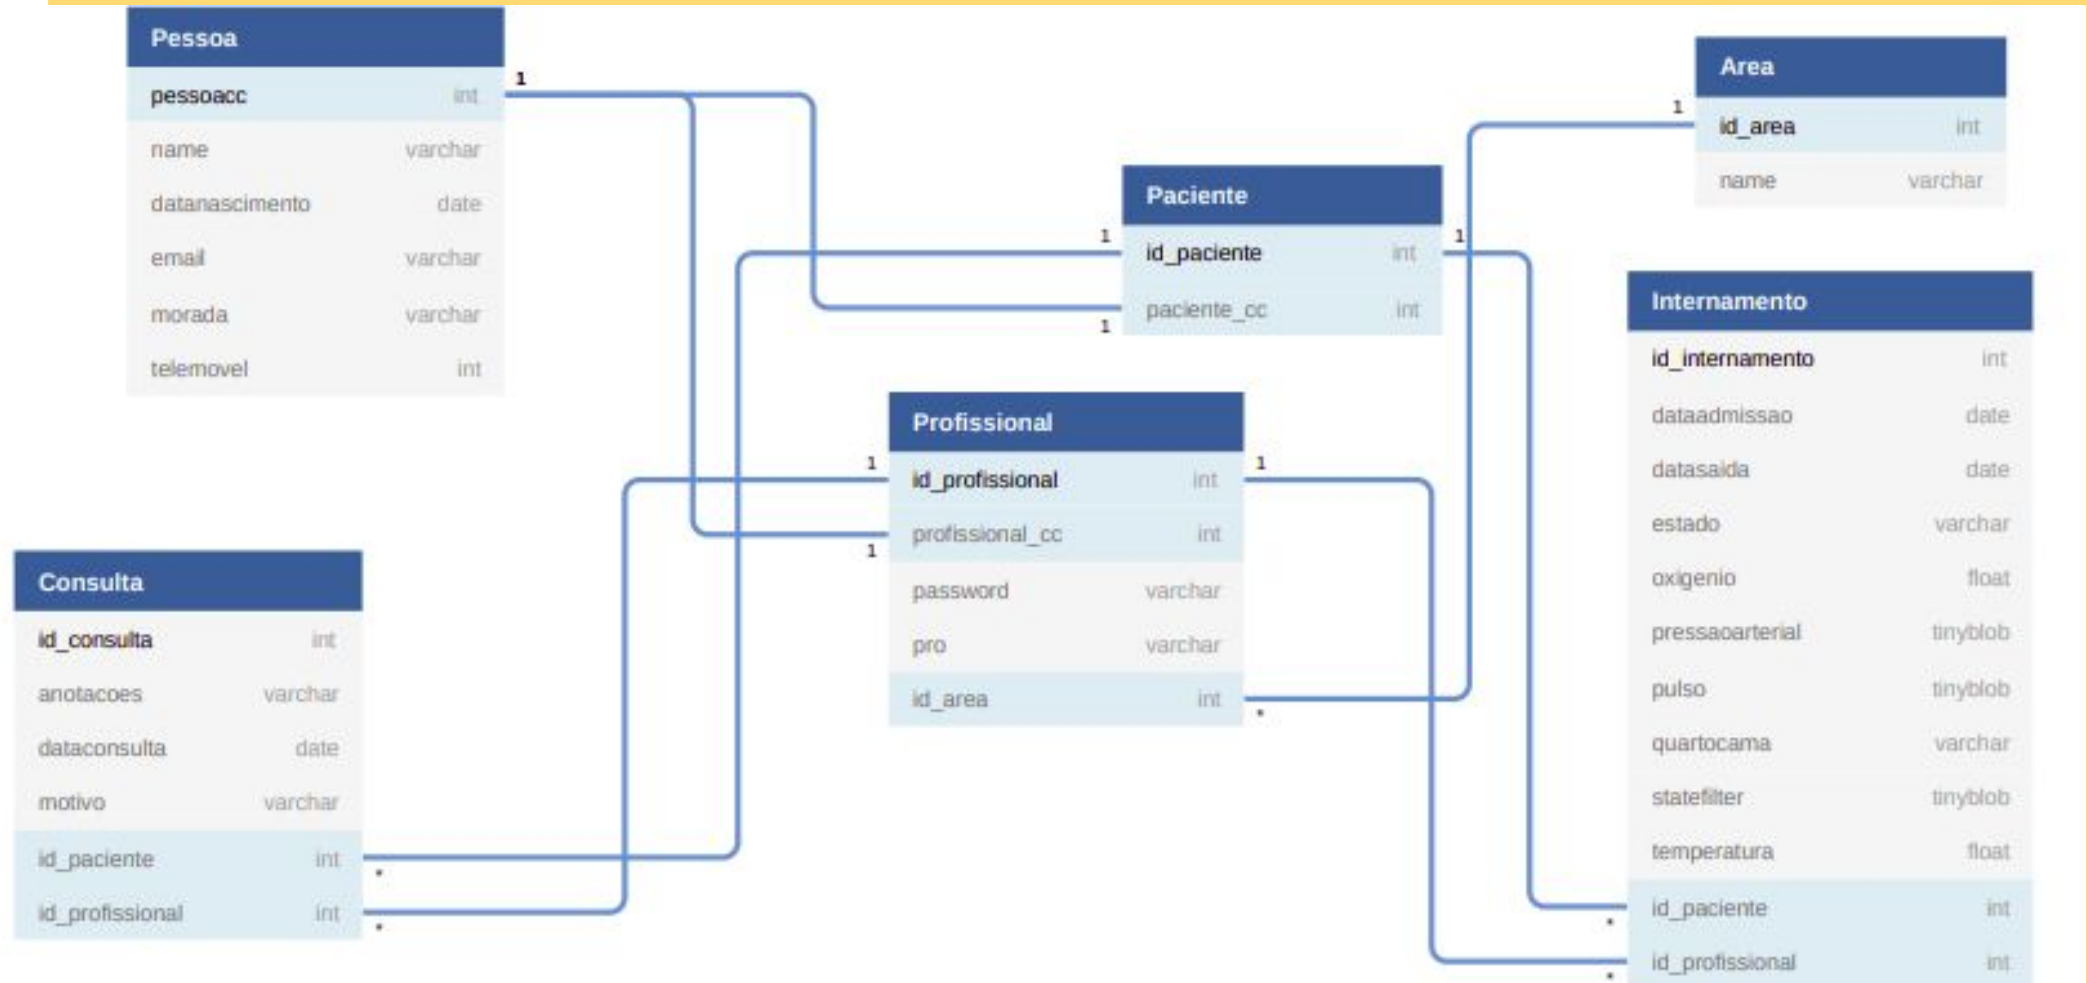 Pessoa
pessoacc int
name varchar
datanascimento date
email varchar
morada varchar
telemovel int
1
Area
1
id_area int
name varchar
Paciente
1
id_paciente int
1
paciente_cc int
1
Profissional
1
id_profissional int
1
profissional_cc int
1
password varchar
pro varchar
id_area int
*
Consulta
id_consulta int
anotacoes varchar
dataconsulta date
motivo varchar
id_paciente int
*
id_profissional int
*
Internamento
id_internamento int
dataadmissao date
datasaida date
estado varchar
oxigenio float
pressaoarterial tinyblob
pulso tinyblob
quartocama varchar
statefilter tinyblob
temperatura float
id_paciente int
*
id_profissional int
*